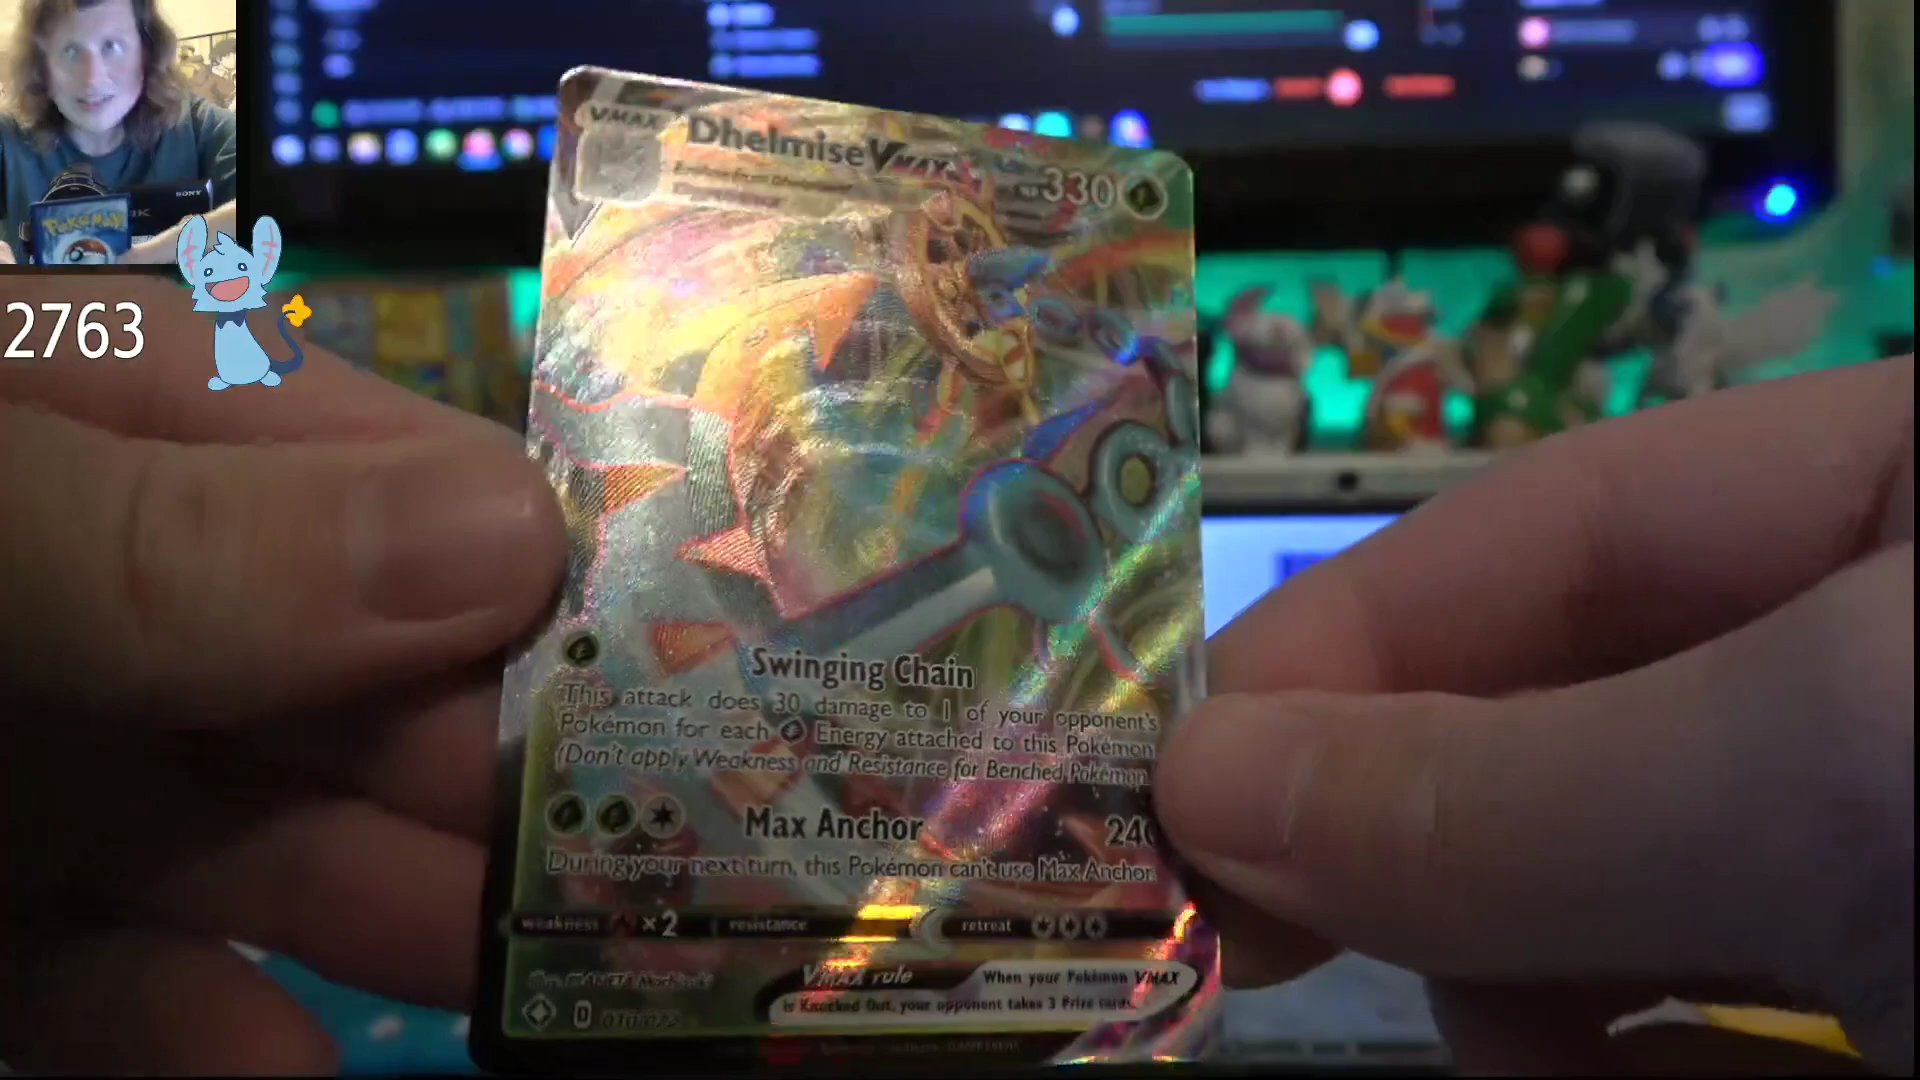 SONY
Pokémon
2763
VMAX
Dhelmise VMAX
330
Swinging Chain
This attack does 30 damage to 1 of your opponent's
Pokémon for each Energy attached to this Pokémon
(Don't apply Weakness and Resistance for Benched Pokémon.
Max Anchor
240
During your next turn, this Pokémon can't use Max Anchor.
weakness ×2 resistance retreat
VMAX rule When your Pokémon VMAX
is Knocked Out, your opponent takes 3 Prize cards.
D